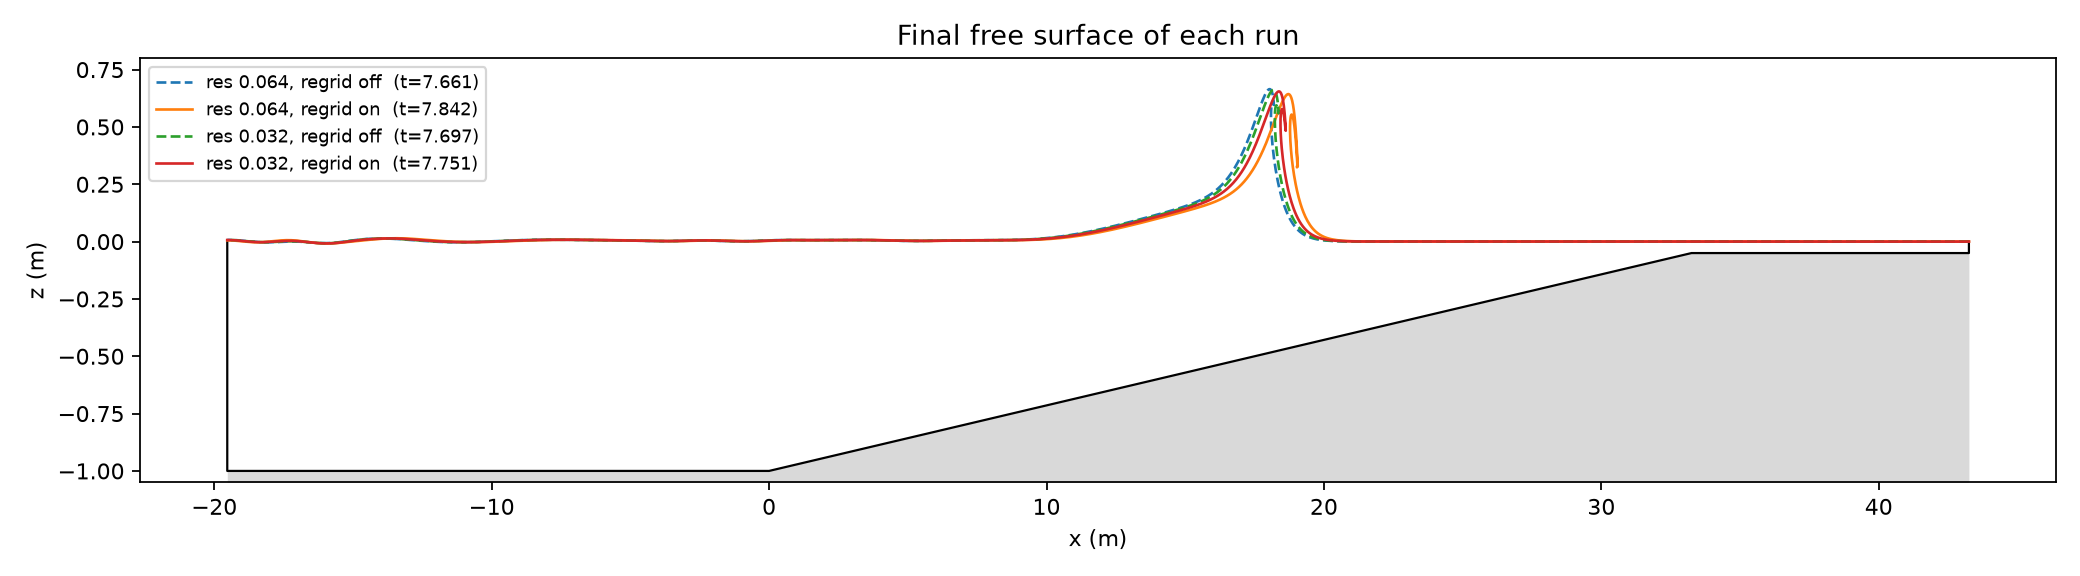 Final free surface of each run
res 0.064, regrid off (t=7.661)
res 0.064, regrid on (t=7.842)
res 0.032, regrid off (t=7.697)
res 0.032, regrid on (t=7.751)
z (m)
0.75
0.50
0.25
0.00
−0.25
−0.50
−0.75
−1.00
−20
−10
0
10
20
30
40
x (m)